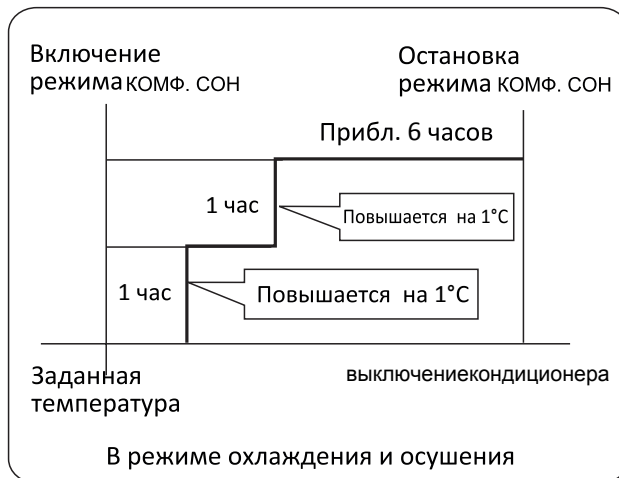 Включение
режима КОМФ. СОН
Остановка
режима КОМФ. СОН
Прибл. 6 часов
1 час
Повышается на 1°C
1 час
Повышается на 1°C
Заданная
температура
выключениекондиционера
В режиме охлаждения и осушения